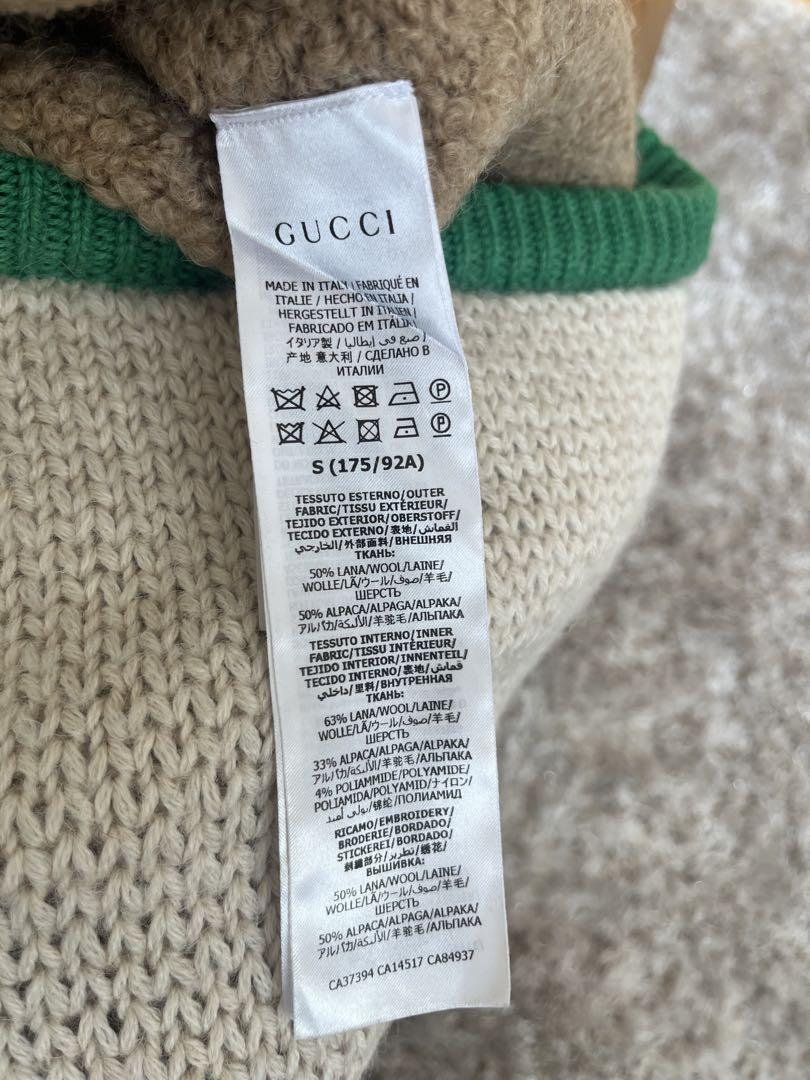 GUCCI
MADE IN ITALY / FABRIQUÉ EN
ITALIE / HECHO EN ITALIA /
HERGESTELLT IN ITALIEN /
FABRICADO EM ITÁLIA /
イタリア製 / صنع في إيطاليا /
产地 意大利 / СДЕЛАНО В
ИТАЛИИ
S (175/92A)
TESSUTO ESTERNO/OUTER
FABRIC/TISSU EXTÉRIEUR/
TEJIDO EXTERIOR/OBERSTOFF/
TECIDO EXTERNO/表地/القماش
الخارجي/外部面料/ВНЕШНЯЯ
ТКАНЬ:
50% LANA/WOOL/LAINE/
WOLLE/LÃ/ウール/صوف/羊毛/
ШЕРСТЬ
50% ALPACA/ALPAGA/ALPAKA/
アルパカ/الألبكة/羊驼毛/АЛЬПАКА
TESSUTO INTERNO/INNER
FABRIC/TISSU INTÉRIEUR/
TEJIDO INTERIOR/INNENTEIL/
TECIDO INTERNO/裏地/قماش
داخلي/里料/ВНУТРЕННАЯ
ТКАНЬ:
63% LANA/WOOL/LAINE/
WOLLE/LÃ/ウール/صوف/羊毛/
ШЕРСТЬ
33% ALPACA/ALPAGA/ALPAKA/
アルパカ/الألبكة/羊驼毛/АЛЬПАКА
4% POLIAMMIDE/POLYAMIDE/
POLIAMIDA/POLYAMID/ナイロン/
بولي أميد/锦纶/ПОЛИАМИД
RICAMO/EMBROIDERY/
BRODERIE/BORDADO/
STICKEREI/BORDADO/
刺繍部分/تطريز/绣花/
ВЫШИВКА:
50% LANA/WOOL/LAINE/
WOLLE/LÃ/ウール/صوف/羊毛/
ШЕРСТЬ
50% ALPACA/ALPAGA/ALPAKA/
アルパカ/الألبكة/羊驼毛/АЛЬПАКА
CA37394 CA14517 CA84937